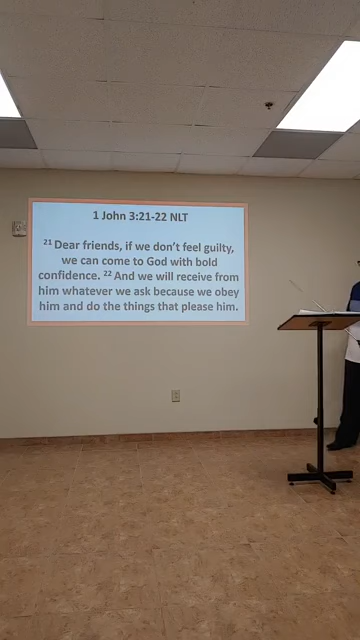 1 John 3:21-22 NLT
21 Dear friends, if we don't feel guilty,
we can come to God with bold
confidence. 22 And we will receive from
him whatever we ask because we obey
him and do the things that please him.